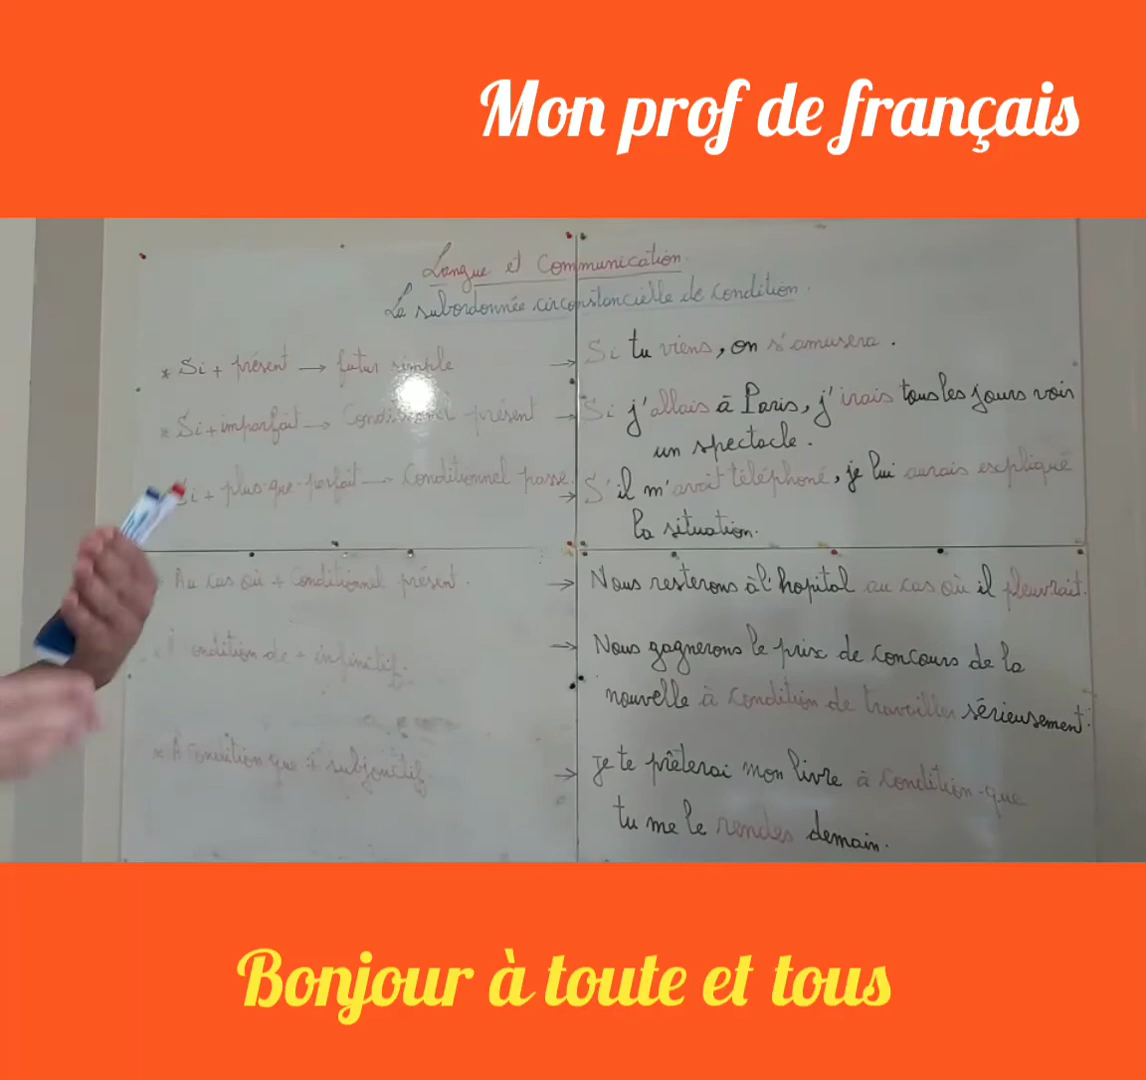 Mon prof de français
Langue et Communication.
La subordonnée circonstancielle de condition.
* Si + présent → futur simple
→ Si tu viens, on s'amusera.
* Si + imparfait → Conditionnel présent
→ Si j'allais à Paris, j'irais tous les jours voir
un spectacle.
Si + plus-que-parfait → Conditionnel passé.
→ S'il m'avait téléphoné, je lui aurais expliqué
la situation.
* Au cas où + Conditionnel présent.
→ Nous resterons à l'hopital au cas où il pleuvrait.
À condition de + infinitif.
→ Nous gagnerons le prix de concours de la
nouvelle à condition de travailler sérieusement.
* À condition que + subjonctif
→ Je te prêterai mon livre à condition que
tu me le rendes demain.
Bonjour à toute et tous